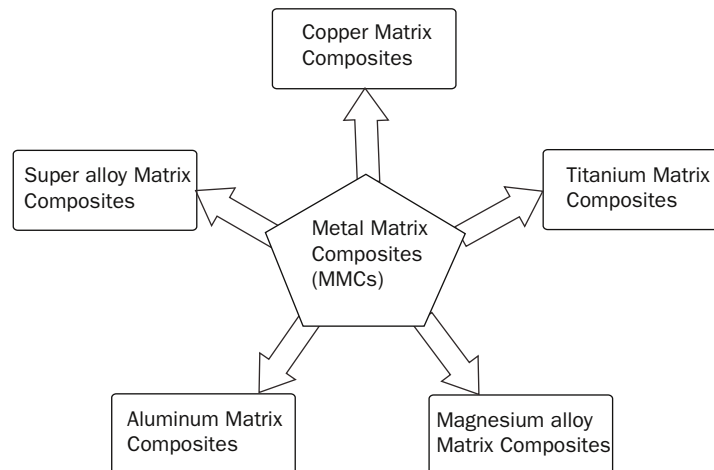 Copper Matrix
Composites
Super alloy Matrix
Composites
Titanium Matrix
Composites
Metal Matrix
Composites
(MMCs)
Aluminum Matrix
Composites
Magnesium alloy
Matrix Composites